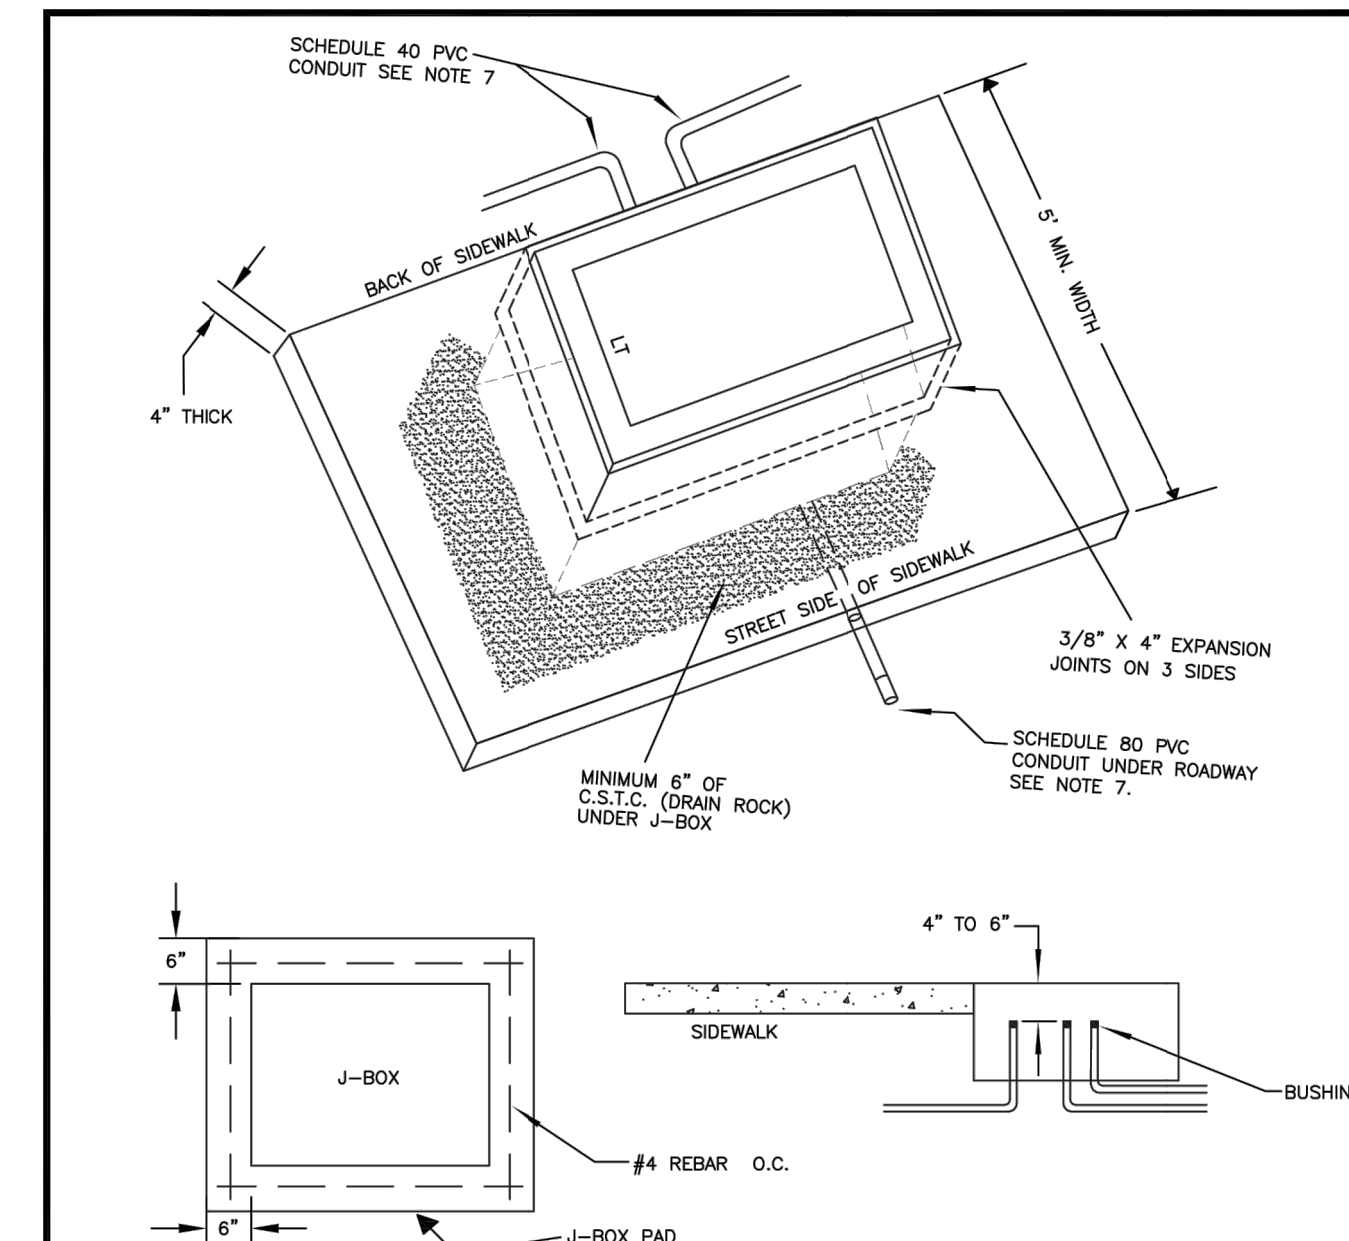 SCHEDULE 40 PVC
CONDUIT SEE NOTE 7
BACK OF SIDEWALK
5' MIN. WIDTH
LT
4" THICK
STREET SIDE OF SIDEWALK
3/8" X 4" EXPANSION
JOINTS ON 3 SIDES
SCHEDULE 80 PVC
CONDUIT UNDER ROADWAY
SEE NOTE 7.
MINIMUM 6" OF
C.S.T.C. (DRAIN ROCK)
UNDER J-BOX
4" TO 6"
6"
SIDEWALK
J-BOX
BUSHIN
#4 REBAR O.C.
6"
J-BOX PAD